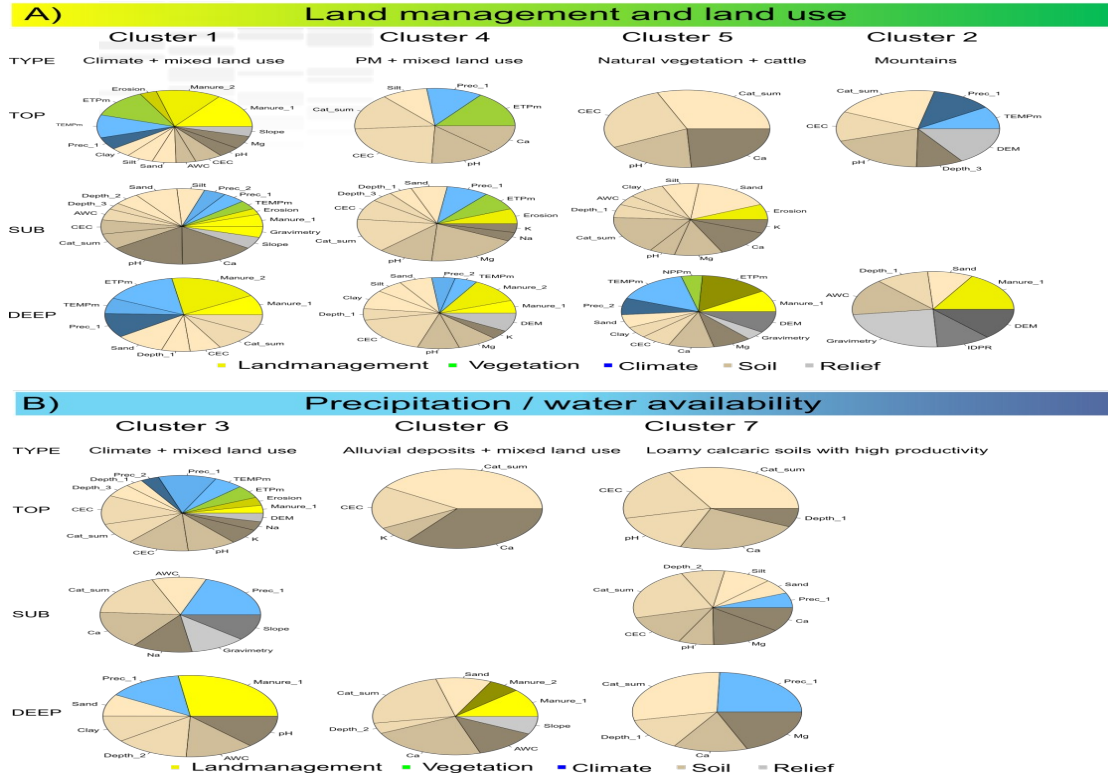 A) Land management and land use
Cluster 1 Cluster 4 Cluster 5 Cluster 2
TYPE Climate + mixed land use PM + mixed land use Natural vegetation + cattle Mountains
TOP
Erosion Manure_2 Manure_1 ETPm TEMPm Prec_1 Clay Silt Sand AWC CEC pH Mg Slope
Silt Prec_1 ETPm Cat_sum CEC pH Ca
Cat_sum CEC pH Ca
Cat_sum Prec_1 TEMPm CEC DEM pH Depth_3
SUB
Sand Silt Prec_2 Prec_1 TEMPm Erosion Manure_1 Gravimetry Slope Ca pH Cat_sum CEC AWC Depth_3 Depth_2
Depth_1 Sand Prec_1 ETPm Erosion K Na Mg Cat_sum CEC CEC Depth_3
Clay Silt Sand Erosion K Ca Mg pH Cat_sum Depth_1 AWC
DEEP
ETPm Manure_2 Manure_1 TEMPm Prec_1 Sand Depth_1 CEC Cat_sum
Sand Prec_2 TEMPm Manure_2 Manure_1 DEM K Mg pH CEC Depth_1 Clay Silt
NPPm ETPm Manure_1 DEM Gravimetry Mg Ca CEC Clay Sand Prec_2 TEMPm
Depth_1 Sand Manure_1 DEM IDPR Gravimetry AWC
Landmanagement Vegetation Climate Soil Relief
B) Precipitation / water availability
Cluster 3 Cluster 6 Cluster 7
TYPE Climate + mixed land use Alluvial deposits + mixed land use Loamy calcaric soils with high productivity
TOP
Prec_2 Prec_1 TEMPm ETPm Erosion Manure_1 DEM Na K pH CEC Cat_sum CEC Depth_3 Depth_1
Cat_sum CEC K Ca
Cat_sum CEC pH Ca Depth_1
SUB
AWC Prec_1 Cat_sum Ca Na Gravimetry Slope
Depth_2 Silt Sand Prec_1 Ca Mg pH CEC Cat_sum
DEEP
Prec_1 Manure_1 Sand Clay Depth_2 AWC pH
Sand Manure_2 Manure_1 Slope AWC Ca Depth_2 Cat_sum
Cat_sum Prec_1 Depth_1 Ca Mg
Landmanagement Vegetation Climate Soil Relief